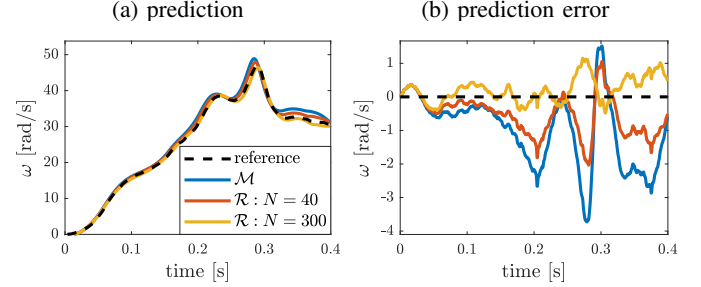 (a) prediction
50
40
30
20
10
0
0
0.1
0.2
0.3
0.4
ω [rad/s]
time [s]
reference
ℳ
ℛ : N = 40
ℛ : N = 300
(b) prediction error
1
0
-1
-2
-3
-4
0
0.1
0.2
0.3
0.4
ω [rad/s]
time [s]